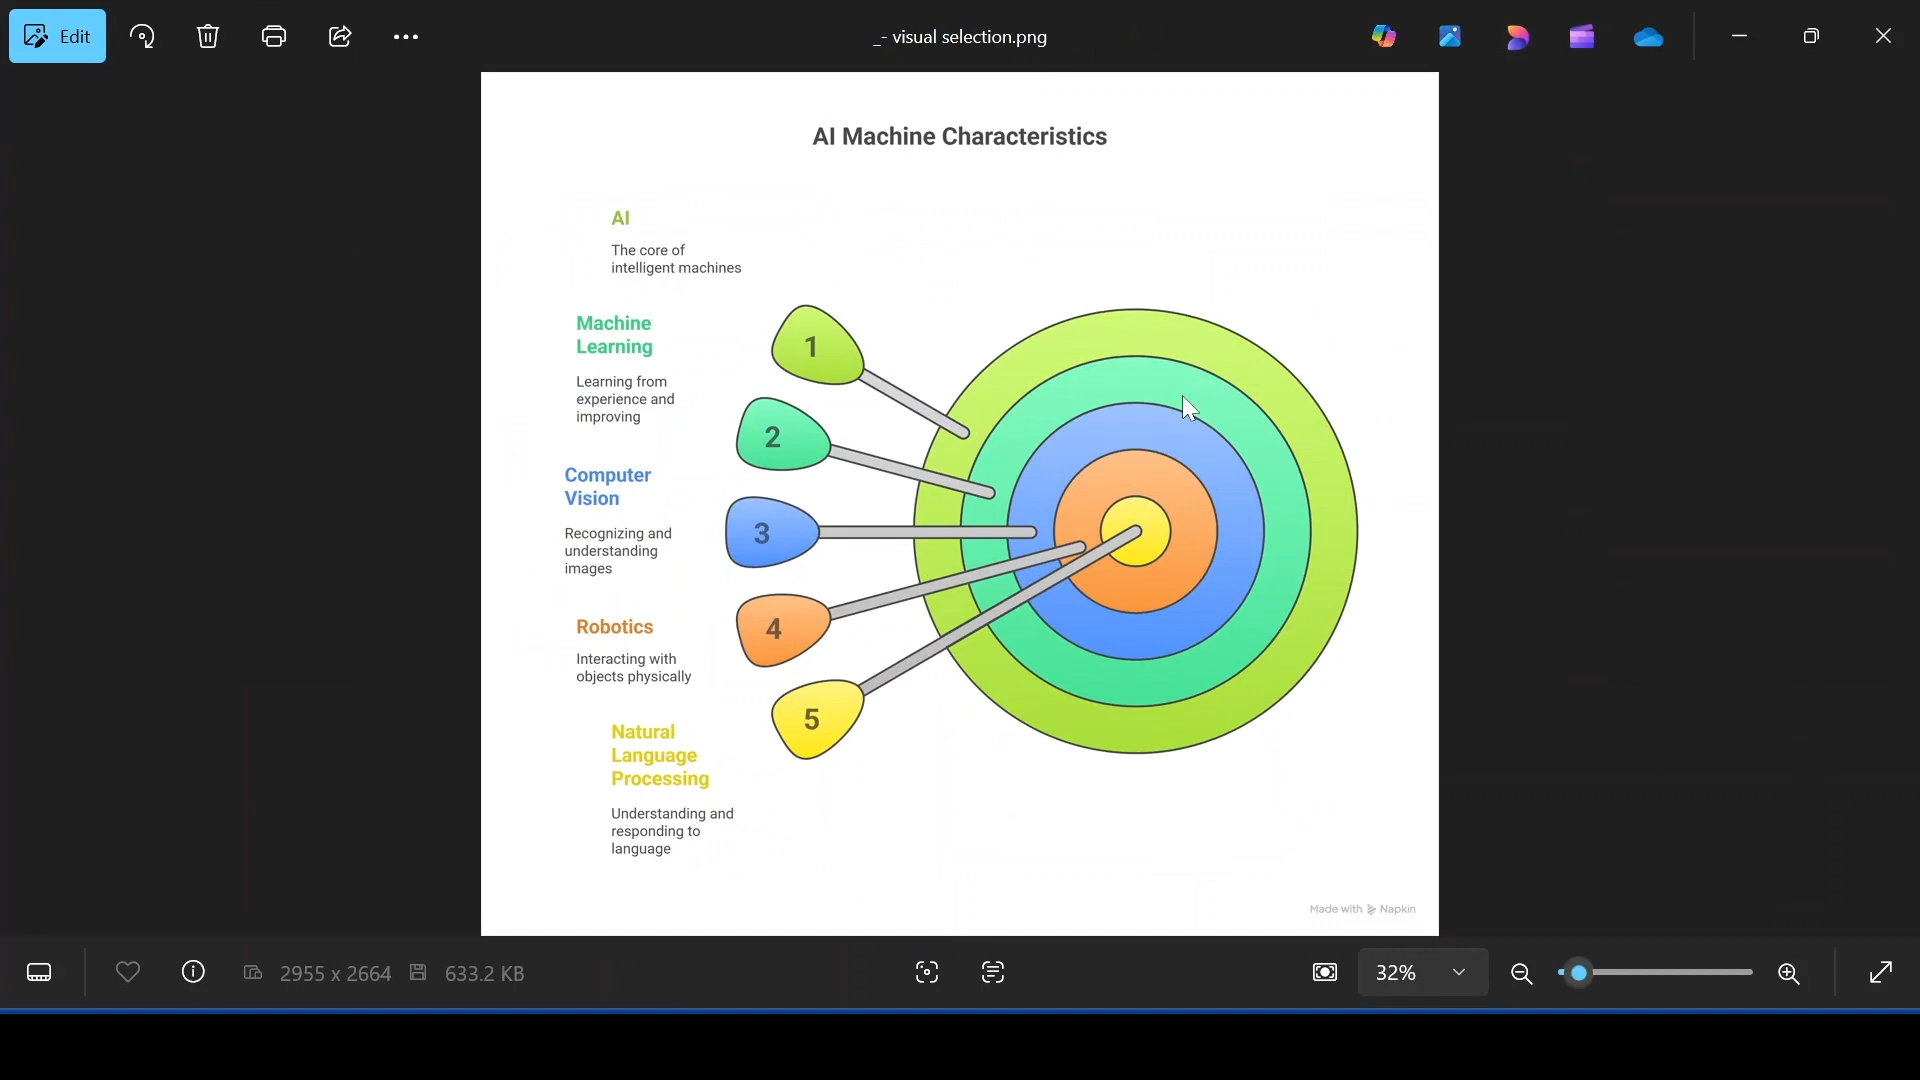 Edit
_- visual selection.png
AI Machine Characteristics
AI
The core of
intelligent machines
Machine
Learning
Learning from
experience and
improving
Computer
Vision
Recognizing and
understanding
images
Robotics
Interacting with
objects physically
Natural
Language
Processing
Understanding and
responding to
language
1
2
3
4
5
Made with Napkin
2955 x 2664
633.2 KB
32%